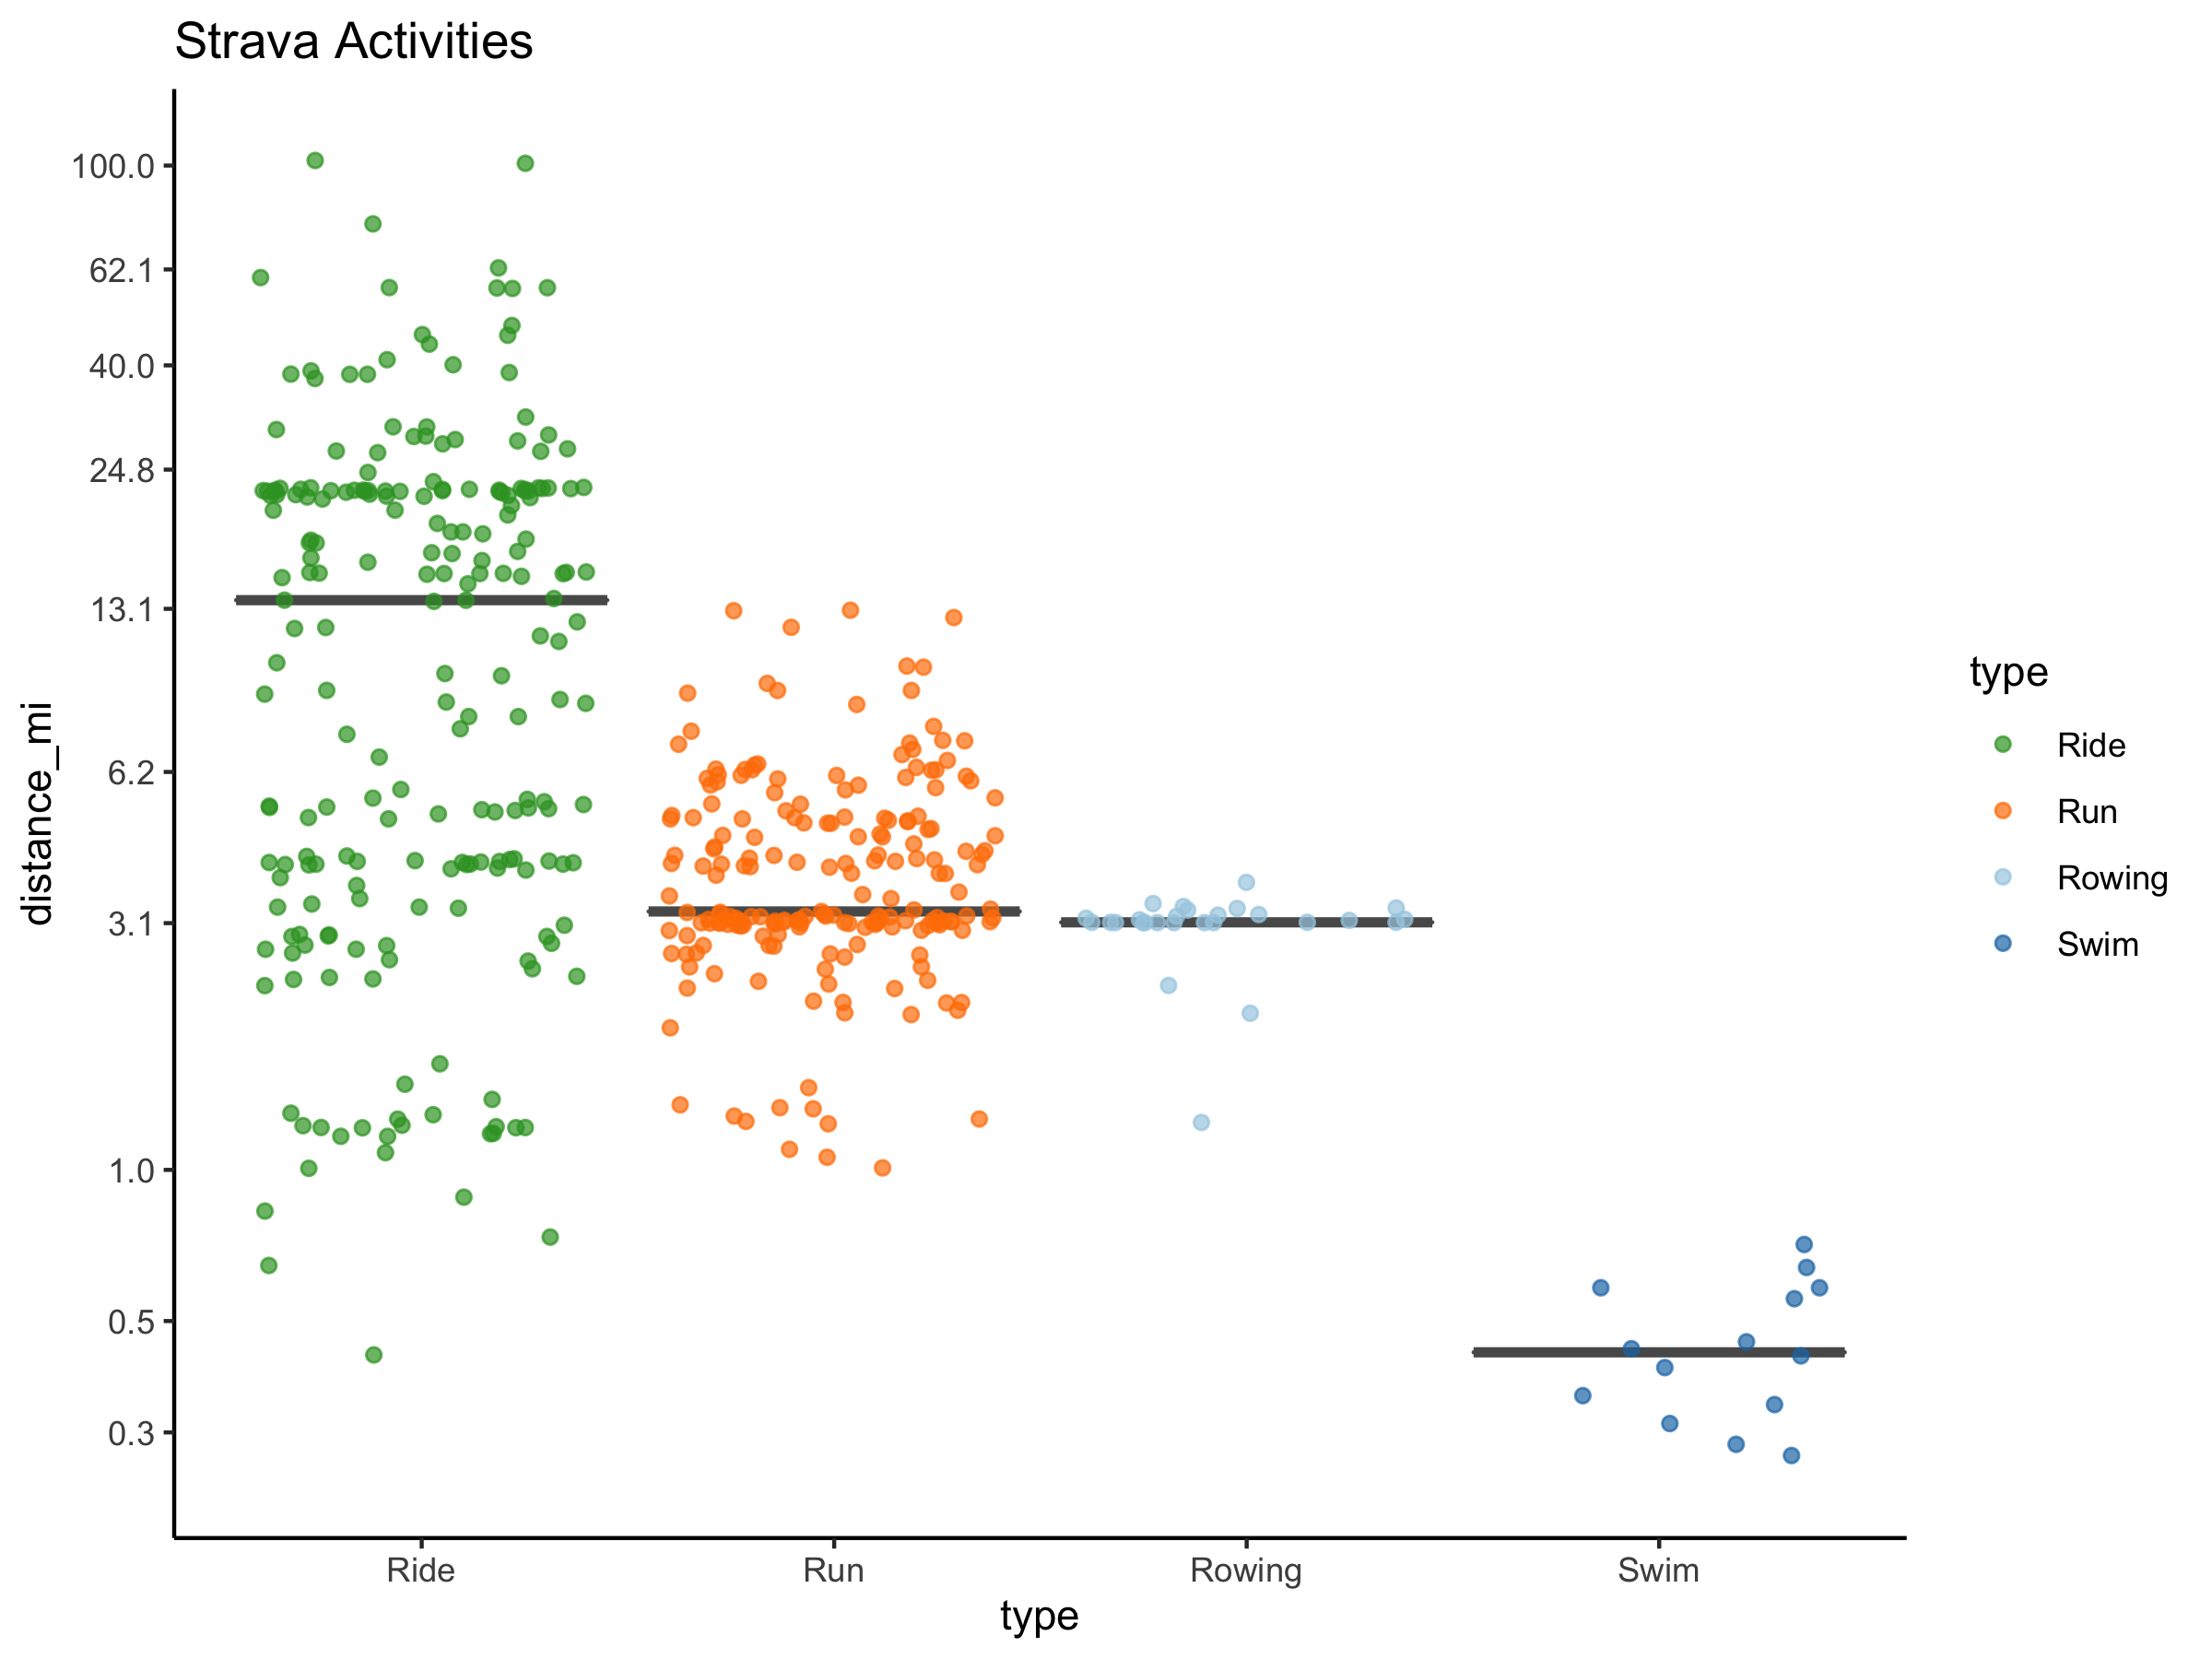 Strava Activities
distance_mi
100.0
62.1
40.0
24.8
13.1
6.2
3.1
1.0
0.5
0.3
Ride
Run
Rowing
Swim
type
type
Ride
Run
Rowing
Swim